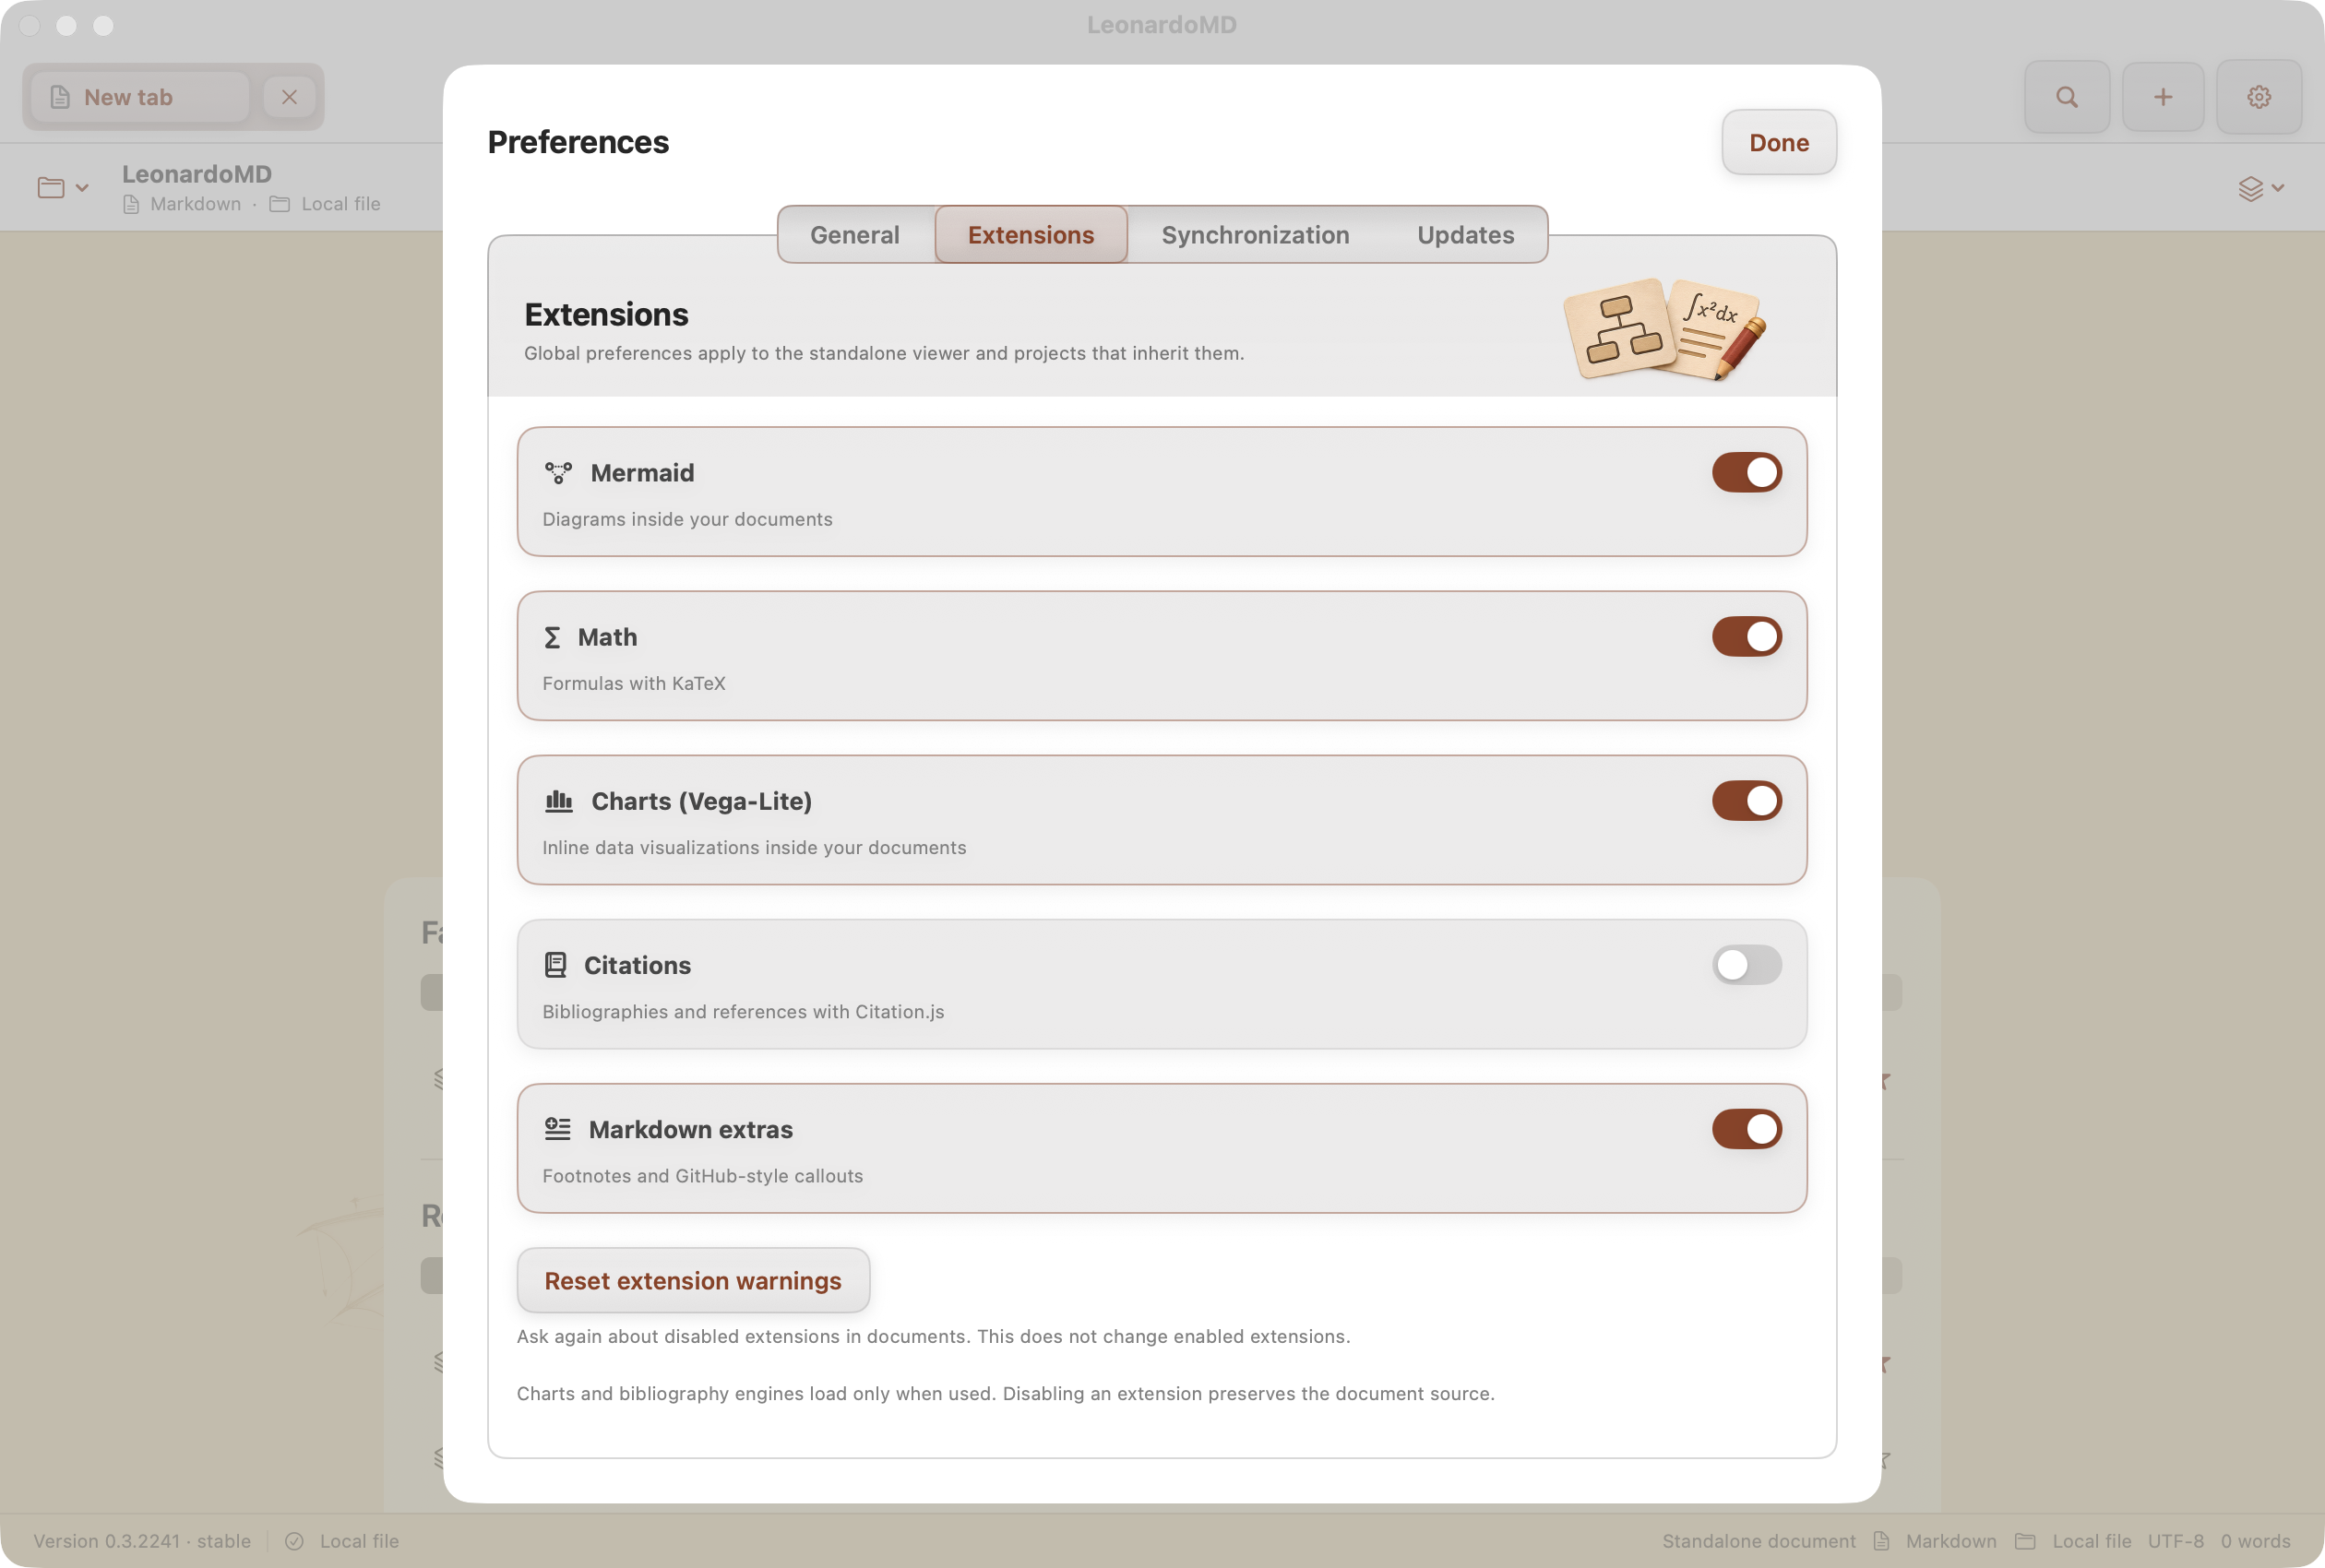 LeonardoMD
New tab
LeonardoMD
Markdown · Local file
Preferences
Done
General
Extensions
Synchronization
Updates
Extensions
Global preferences apply to the standalone viewer and projects that inherit them.
∫x²dx
Mermaid
Diagrams inside your documents
Math
Formulas with KaTeX
Charts (Vega-Lite)
Inline data visualizations inside your documents
Citations
Bibliographies and references with Citation.js
Markdown extras
Footnotes and GitHub-style callouts
Reset extension warnings
Ask again about disabled extensions in documents. This does not change enabled extensions.
Charts and bibliography engines load only when used. Disabling an extension preserves the document source.
Version 0.3.2241 · stable
Local file
Standalone document
Markdown
Local file
UTF-8
0 words